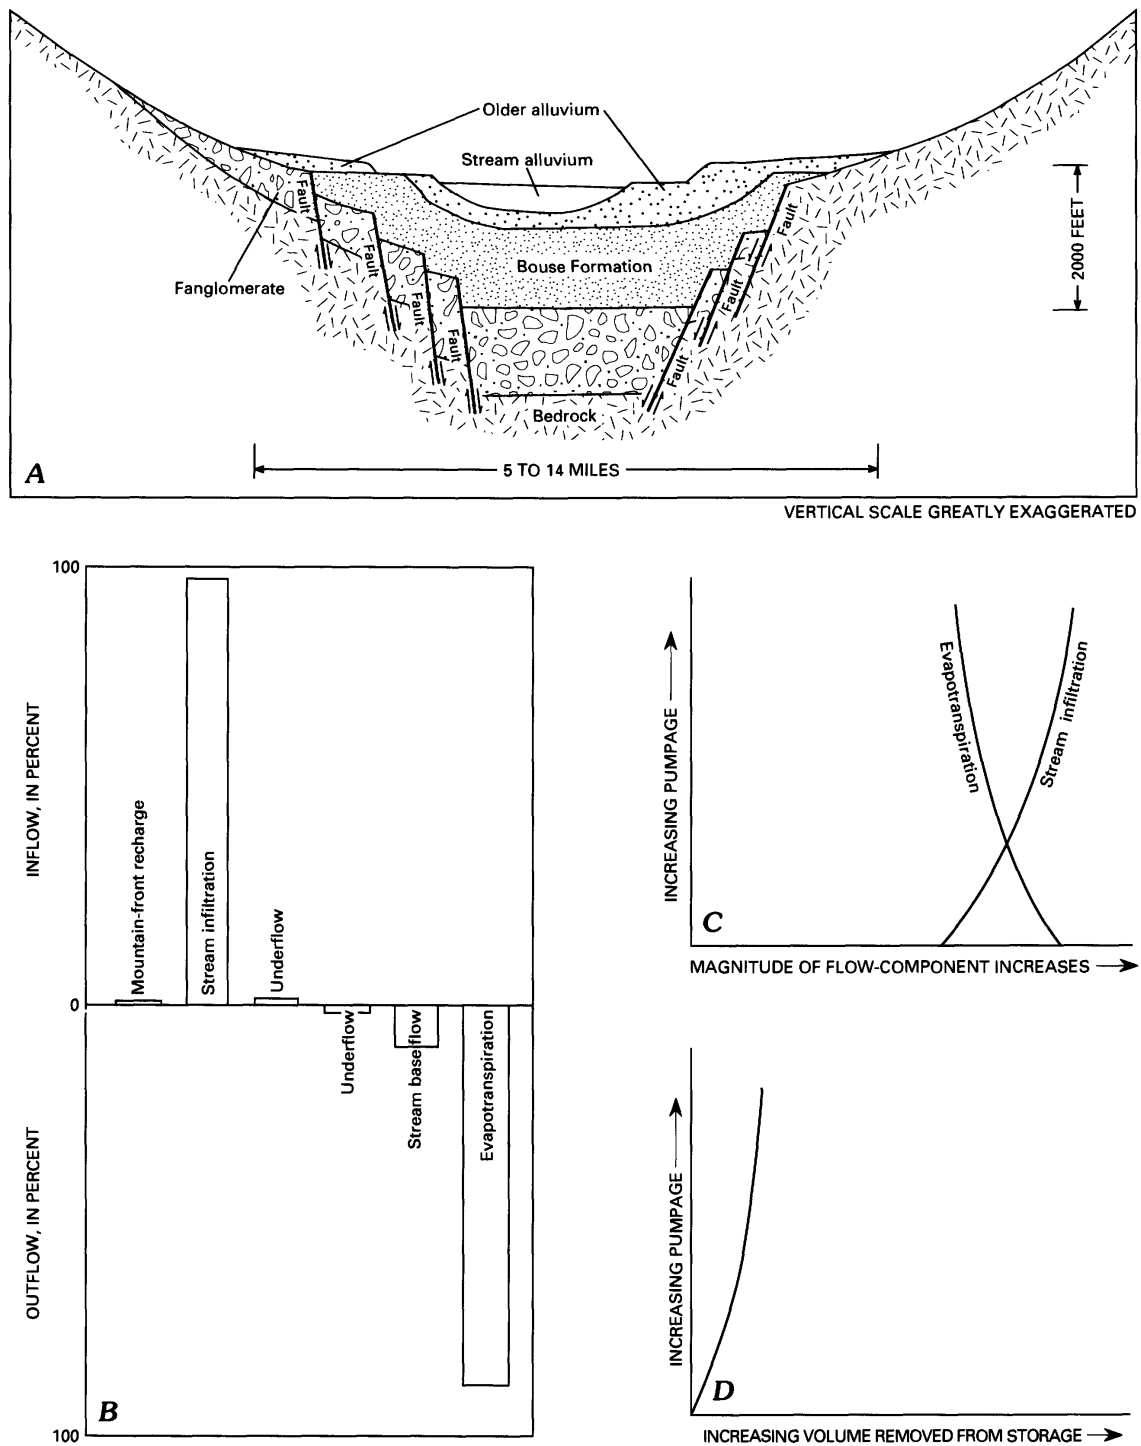 Older alluvium
Stream alluvium
Fault
Fault
Fault
Fault
Fault
Fault
Fault
Bouse Formation
Fanglomerate
2000 FEET
Bedrock
A
5 TO 14 MILES
VERTICAL SCALE GREATLY EXAGGERATED
100
INFLOW, IN PERCENT
Mountain-front recharge
Stream infiltration
Underflow
0
Underflow
Stream base flow
Evapotranspiration
OUTFLOW, IN PERCENT
B
100
INCREASING PUMPAGE
Evapotranspiration
Stream infiltration
C
MAGNITUDE OF FLOW-COMPONENT INCREASES
INCREASING PUMPAGE
D
INCREASING VOLUME REMOVED FROM STORAGE